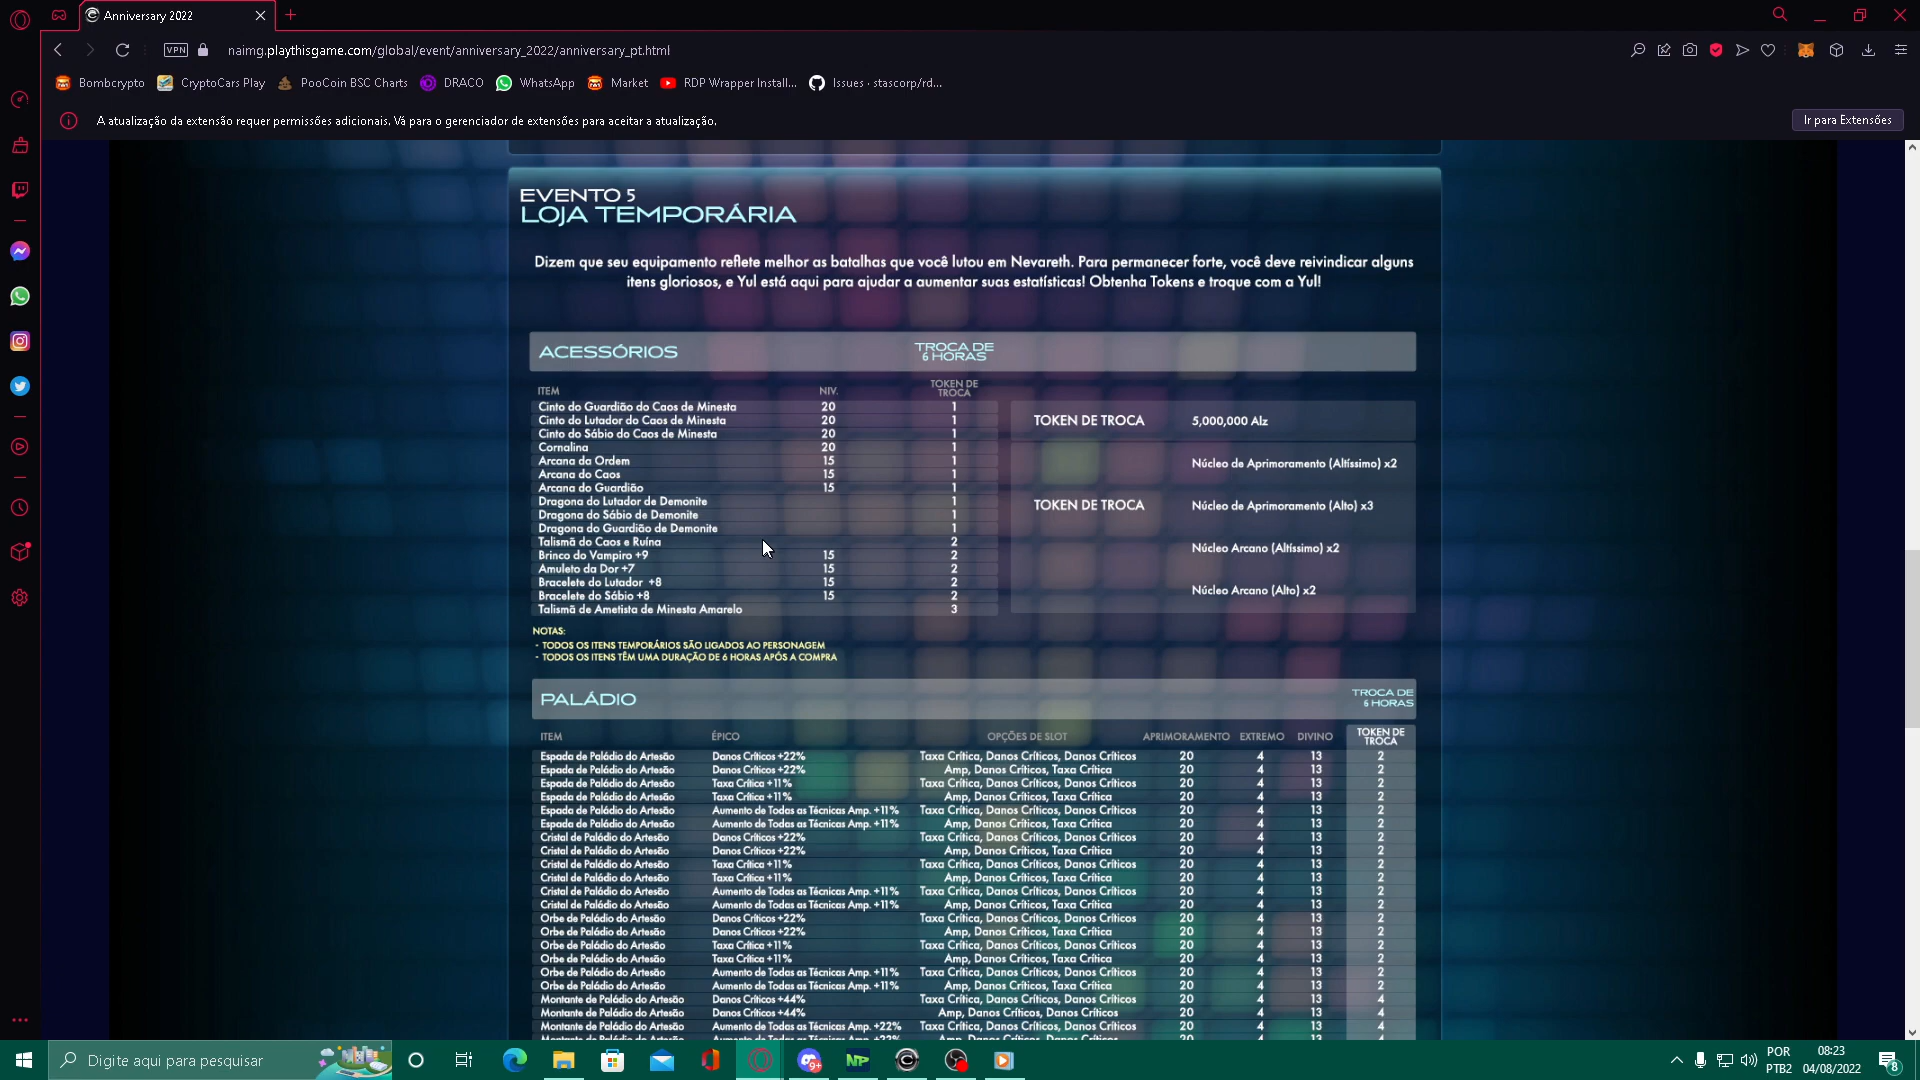 Anniversary 2022
VPN
naimg.playthisgame.com/global/event/anniversary_2022/anniversary_pt.html
Bombcrypto CryptoCars Play PooCoin BSC Charts DRACO WhatsApp Market RDP Wrapper Install... Issues · stascorp/rd...
A atualização da extensão requer permissões adicionais. Vá para o gerenciador de extensões para aceitar a atualização.
Ir para Extensões
EVENTO 5
LOJA TEMPORÁRIA
Dizem que seu equipamento reflete melhor as batalhas que você lutou em Nevareth. Para permanecer forte, você deve reivindicar alguns
itens gloriosos, e Yul está aqui para ajudar a aumentar suas estatísticas! Obtenha Tokens e troque com a Yul!
ACESSÓRIOS
TROCA DE
6 HORAS
ITEM NIV. TOKEN DE
TROCA
Cinto do Guardião do Caos de Minesta 20 1
Cinto do Lutador do Caos de Minesta 20 1
Cinto do Sábio do Caos de Minesta 20 1
Cornalina 20 1
Arcana da Ordem 15 1
Arcana do Caos 15 1
Arcana do Guardião 15 1
Dragona do Lutador de Demonite 1
Dragona do Sábio de Demonite 1
Dragona do Guardião de Demonite 1
Talismã do Caos e Ruína 2
Brinco do Vampiro +9 15 2
Amuleto da Dor +7 15 2
Bracelete do Lutador +8 15 2
Bracelete do Sábio +8 15 2
Talismã de Ametista de Minesta Amarelo 3
TOKEN DE TROCA 5,000,000 Alz
Núcleo de Aprimoramento (Altíssimo) x2
TOKEN DE TROCA Núcleo de Aprimoramento (Alto) x3
Núcleo Arcano (Altíssimo) x2
Núcleo Arcano (Alto) x2
NOTAS:
- TODOS OS ITENS TEMPORÁRIOS SÃO LIGADOS AO PERSONAGEM
- TODOS OS ITENS TÊM UMA DURAÇÃO DE 6 HORAS APÓS A COMPRA
PALÁDIO
TROCA DE
6 HORAS
ITEM ÉPICO OPÇÕES DE SLOT APRIMORAMENTO EXTREMO DIVINO TOKEN DE
TROCA
Espada de Paládio do Artesão Danos Críticos +22% Taxa Crítica, Danos Críticos, Danos Críticos 20 4 13 2
Espada de Paládio do Artesão Danos Críticos +22% Amp, Danos Críticos, Taxa Crítica 20 4 13 2
Espada de Paládio do Artesão Taxa Crítica +11% Taxa Crítica, Danos Críticos, Danos Críticos 20 4 13 2
Espada de Paládio do Artesão Taxa Crítica +11% Amp, Danos Críticos, Taxa Crítica 20 4 13 2
Espada de Paládio do Artesão Aumento de Todas as Técnicas Amp. +11% Taxa Crítica, Danos Críticos, Danos Críticos 20 4 13 2
Espada de Paládio do Artesão Aumento de Todas as Técnicas Amp. +11% Amp, Danos Críticos, Taxa Crítica 20 4 13 2
Cristal de Paládio do Artesão Danos Críticos +22% Taxa Crítica, Danos Críticos, Danos Críticos 20 4 13 2
Cristal de Paládio do Artesão Danos Críticos +22% Amp, Danos Críticos, Taxa Crítica 20 4 13 2
Cristal de Paládio do Artesão Taxa Crítica +11% Taxa Crítica, Danos Críticos, Danos Críticos 20 4 13 2
Cristal de Paládio do Artesão Taxa Crítica +11% Amp, Danos Críticos, Taxa Crítica 20 4 13 2
Cristal de Paládio do Artesão Aumento de Todas as Técnicas Amp. +11% Taxa Crítica, Danos Críticos, Danos Críticos 20 4 13 2
Cristal de Paládio do Artesão Aumento de Todas as Técnicas Amp. +11% Amp, Danos Críticos, Taxa Crítica 20 4 13 2
Orbe de Paládio do Artesão Danos Críticos +22% Taxa Crítica, Danos Críticos, Danos Críticos 20 4 13 2
Orbe de Paládio do Artesão Danos Críticos +22% Amp, Danos Críticos, Taxa Crítica 20 4 13 2
Orbe de Paládio do Artesão Taxa Crítica +11% Taxa Crítica, Danos Críticos, Danos Críticos 20 4 13 2
Orbe de Paládio do Artesão Taxa Crítica +11% Amp, Danos Críticos, Taxa Crítica 20 4 13 2
Orbe de Paládio do Artesão Aumento de Todas as Técnicas Amp. +11% Taxa Crítica, Danos Críticos, Danos Críticos 20 4 13 2
Orbe de Paládio do Artesão Aumento de Todas as Técnicas Amp. +11% Amp, Danos Críticos, Taxa Crítica 20 4 13 2
Montante de Paládio do Artesão Danos Críticos +44% Taxa Crítica, Danos Críticos, Danos Críticos 20 4 13 4
Montante de Paládio do Artesão Danos Críticos +44% Amp, Danos Críticos, Danos Críticos 20 4 13 4
Montante de Paládio do Artesão Aumento de Todas as Técnicas Amp. +22% Taxa Crítica, Danos Críticos, Danos Críticos 20 4 13 4
Digite aqui para pesquisar
9+
NP
POR
PTB2
08:23
04/08/2022
8